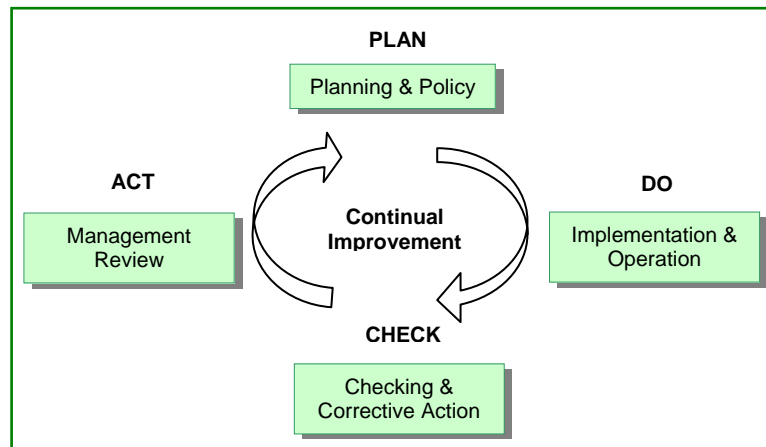 PLAN
Planning & Policy
ACT
Management
Review
Continual
Improvement
DO
Implementation &
Operation
CHECK
Checking &
Corrective Action